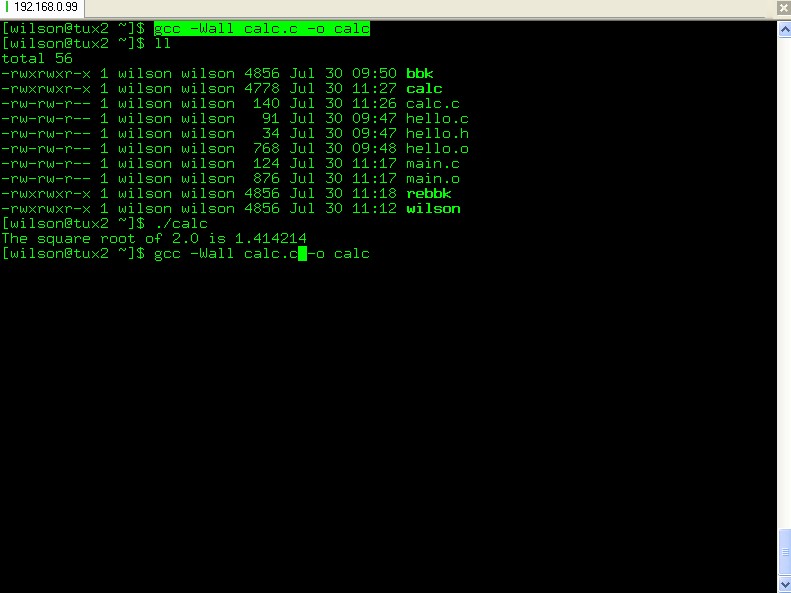 192.168.0.99
[wilson@tux2 ~]$ gcc -Wall calc.c -o calc
[wilson@tux2 ~]$ ll
total 56
-rwxrwxr-x 1 wilson wilson 4856 Jul 30 09:50 bbk
-rwxrwxr-x 1 wilson wilson 4778 Jul 30 11:27 calc
-rw-rw-r-- 1 wilson wilson  140 Jul 30 11:26 calc.c
-rw-rw-r-- 1 wilson wilson   91 Jul 30 09:47 hello.c
-rw-rw-r-- 1 wilson wilson   34 Jul 30 09:47 hello.h
-rw-rw-r-- 1 wilson wilson  768 Jul 30 09:48 hello.o
-rw-rw-r-- 1 wilson wilson  124 Jul 30 11:17 main.c
-rw-rw-r-- 1 wilson wilson  876 Jul 30 11:17 main.o
-rwxrwxr-x 1 wilson wilson 4856 Jul 30 11:18 rebbk
-rwxrwxr-x 1 wilson wilson 4856 Jul 30 11:12 wilson
[wilson@tux2 ~]$ ./calc
The square root of 2.0 is 1.414214
[wilson@tux2 ~]$ gcc -Wall calc.c -o calc